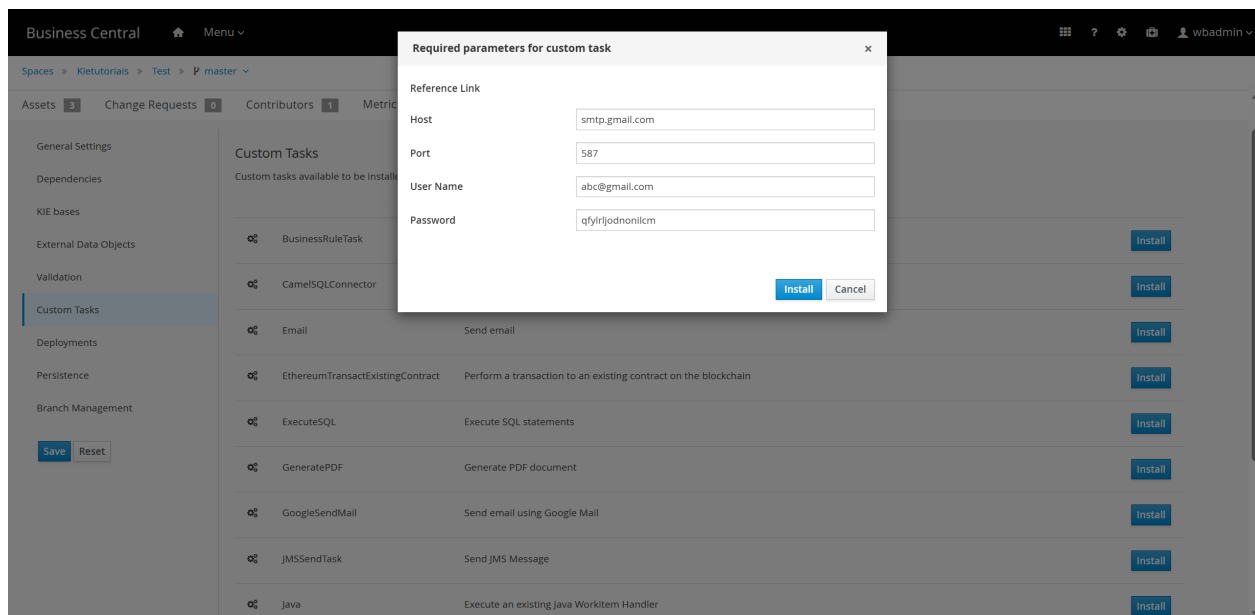 Business Central Menu ? wbadmin
Spaces » Kietutorials » Test » master
Assets 3 Change Requests 0 Contributors 1 Metric
General Settings
Dependencies
KIE bases
External Data Objects
Validation
Custom Tasks
Deployments
Persistence
Branch Management
Save Reset
Custom Tasks
Custom tasks available to be installe
BusinessRuleTask Install
CamelSQLConnector Install
Email Send email Install
EthereumTransactExistingContract Perform a transaction to an existing contract on the blockchain Install
ExecuteSQL Execute SQL statements Install
GeneratePDF Generate PDF document Install
GoogleSendMail Send email using Google Mail Install
JMSSendTask Send JMS Message Install
Java Execute an existing Java WorkItem Handler Install
Required parameters for custom task ×
Reference Link
Host smtp.gmail.com
Port 587
User Name abc@gmail.com
Password qfylrljodnonilcm
Install Cancel